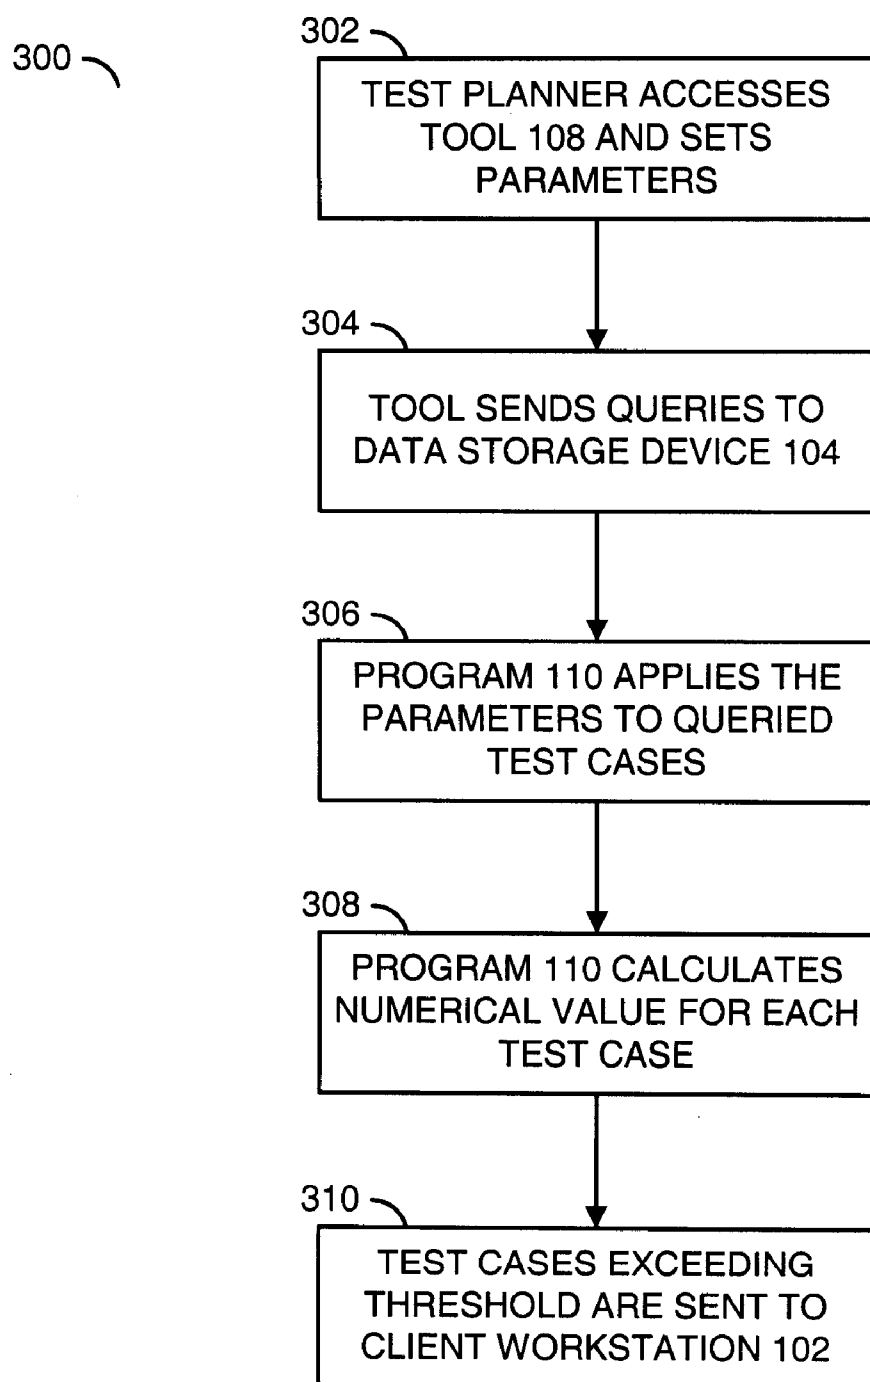 300
302
TEST PLANNER ACCESSES
TOOL 108 AND SETS
PARAMETERS
304
TOOL SENDS QUERIES TO
DATA STORAGE DEVICE 104
306
PROGRAM 110 APPLIES THE
PARAMETERS TO QUERIED
TEST CASES
308
PROGRAM 110 CALCULATES
NUMERICAL VALUE FOR EACH
TEST CASE
310
TEST CASES EXCEEDING
THRESHOLD ARE SENT TO
CLIENT WORKSTATION 102